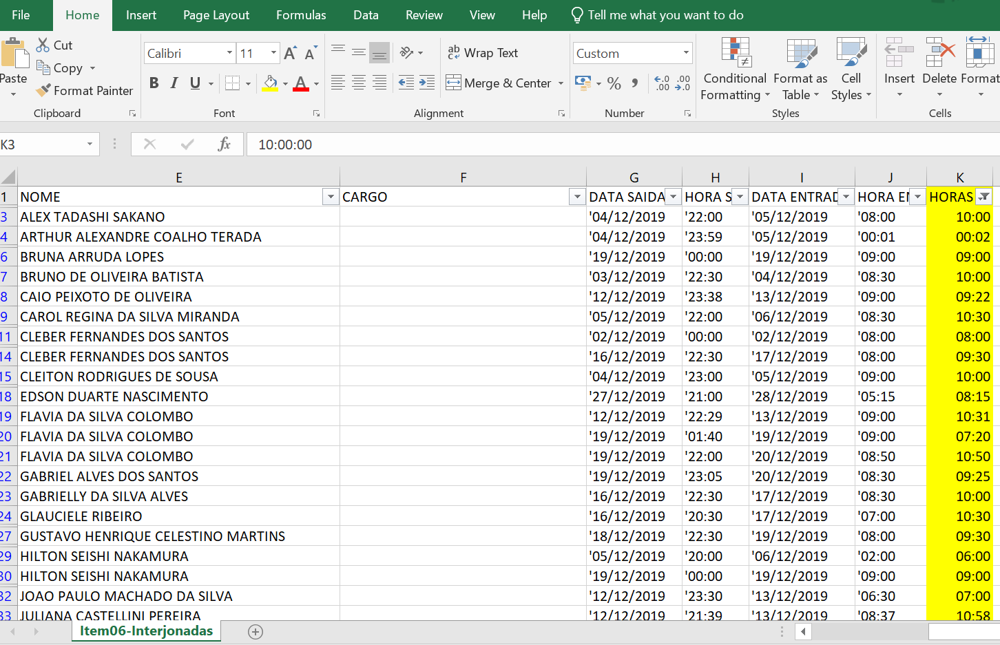 File Home Insert Page Layout Formulas Data Review View Help Tell me what you want to do
Cut
Copy
Format Painter
Paste
Clipboard
Calibri 11 A A
B I U A
Font
ab Wrap Text
Merge & Center
Alignment
Custom
% , .0 .00 .00 .0
Number
Conditional Formatting
Format as Table
Cell Styles
Styles
Insert Delete Format
Cells
K3 fx 10:00:00
E F G H I J K
1 NOME CARGO DATA SAIDA HORA S DATA ENTRAD HORA EN HORAS
3 ALEX TADASHI SAKANO '04/12/2019 '22:00 '05/12/2019 '08:00 10:00
4 ARTHUR ALEXANDRE COALHO TERADA '04/12/2019 '23:59 '05/12/2019 '00:01 00:02
6 BRUNA ARRUDA LOPES '19/12/2019 '00:00 '19/12/2019 '09:00 09:00
7 BRUNO DE OLIVEIRA BATISTA '03/12/2019 '22:30 '04/12/2019 '08:30 10:00
8 CAIO PEIXOTO DE OLIVEIRA '12/12/2019 '23:38 '13/12/2019 '09:00 09:22
9 CAROL REGINA DA SILVA MIRANDA '05/12/2019 '22:00 '06/12/2019 '08:30 10:30
11 CLEBER FERNANDES DOS SANTOS '02/12/2019 '00:00 '02/12/2019 '08:00 08:00
14 CLEBER FERNANDES DOS SANTOS '16/12/2019 '22:30 '17/12/2019 '08:00 09:30
15 CLEITON RODRIGUES DE SOUSA '04/12/2019 '23:00 '05/12/2019 '09:00 10:00
18 EDSON DUARTE NASCIMENTO '27/12/2019 '21:00 '28/12/2019 '05:15 08:15
19 FLAVIA DA SILVA COLOMBO '12/12/2019 '22:29 '13/12/2019 '09:00 10:31
20 FLAVIA DA SILVA COLOMBO '19/12/2019 '01:40 '19/12/2019 '09:00 07:20
21 FLAVIA DA SILVA COLOMBO '19/12/2019 '22:00 '20/12/2019 '08:50 10:50
22 GABRIEL ALVES DOS SANTOS '19/12/2019 '23:05 '20/12/2019 '08:30 09:25
23 GABRIELLY DA SILVA ALVES '16/12/2019 '22:30 '17/12/2019 '08:30 10:00
24 GLAUCIELE RIBEIRO '16/12/2019 '20:30 '17/12/2019 '07:00 10:30
27 GUSTAVO HENRIQUE CELESTINO MARTINS '18/12/2019 '22:30 '19/12/2019 '08:00 09:30
29 HILTON SEISHI NAKAMURA '05/12/2019 '20:00 '06/12/2019 '02:00 06:00
30 HILTON SEISHI NAKAMURA '19/12/2019 '00:00 '19/12/2019 '09:00 09:00
32 JOAO PAULO MACHADO DA SILVA '12/12/2019 '23:30 '13/12/2019 '06:30 07:00
33 JULIANA CASTELLINI PEREIRA '12/12/2019 '21:39 '13/12/2019 '08:37 10:58
Item06-Interjonadas